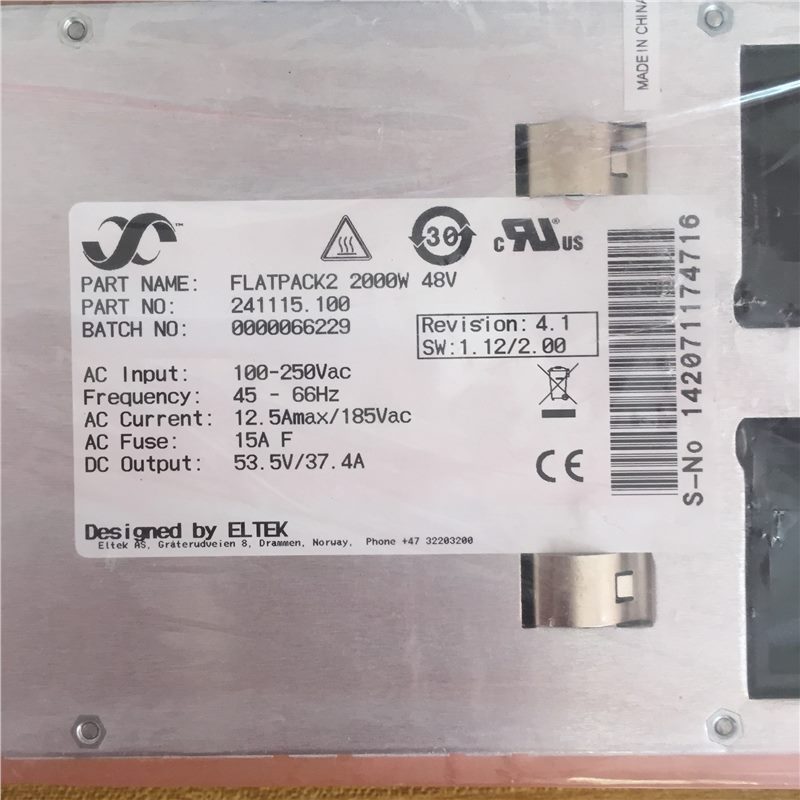 MADE IN CHINA
30
c RU® US
PART NAME: FLATPACK2 2000W 48V
PART NO: 241115.100
BATCH NO: 0000066229
Revision: 4.1
SW:1.12/2.00
AC Input: 100-250Vac
Frequency: 45 - 66Hz
AC Current: 12.5Amax/185Vac
AC Fuse: 15A F
DC Output: 53.5V/37.4A
CE
Designed by ELTEK
Eltek AS, Gråterudveien 8, Drammen, Norway, Phone +47 32203200
S-No 142071174716